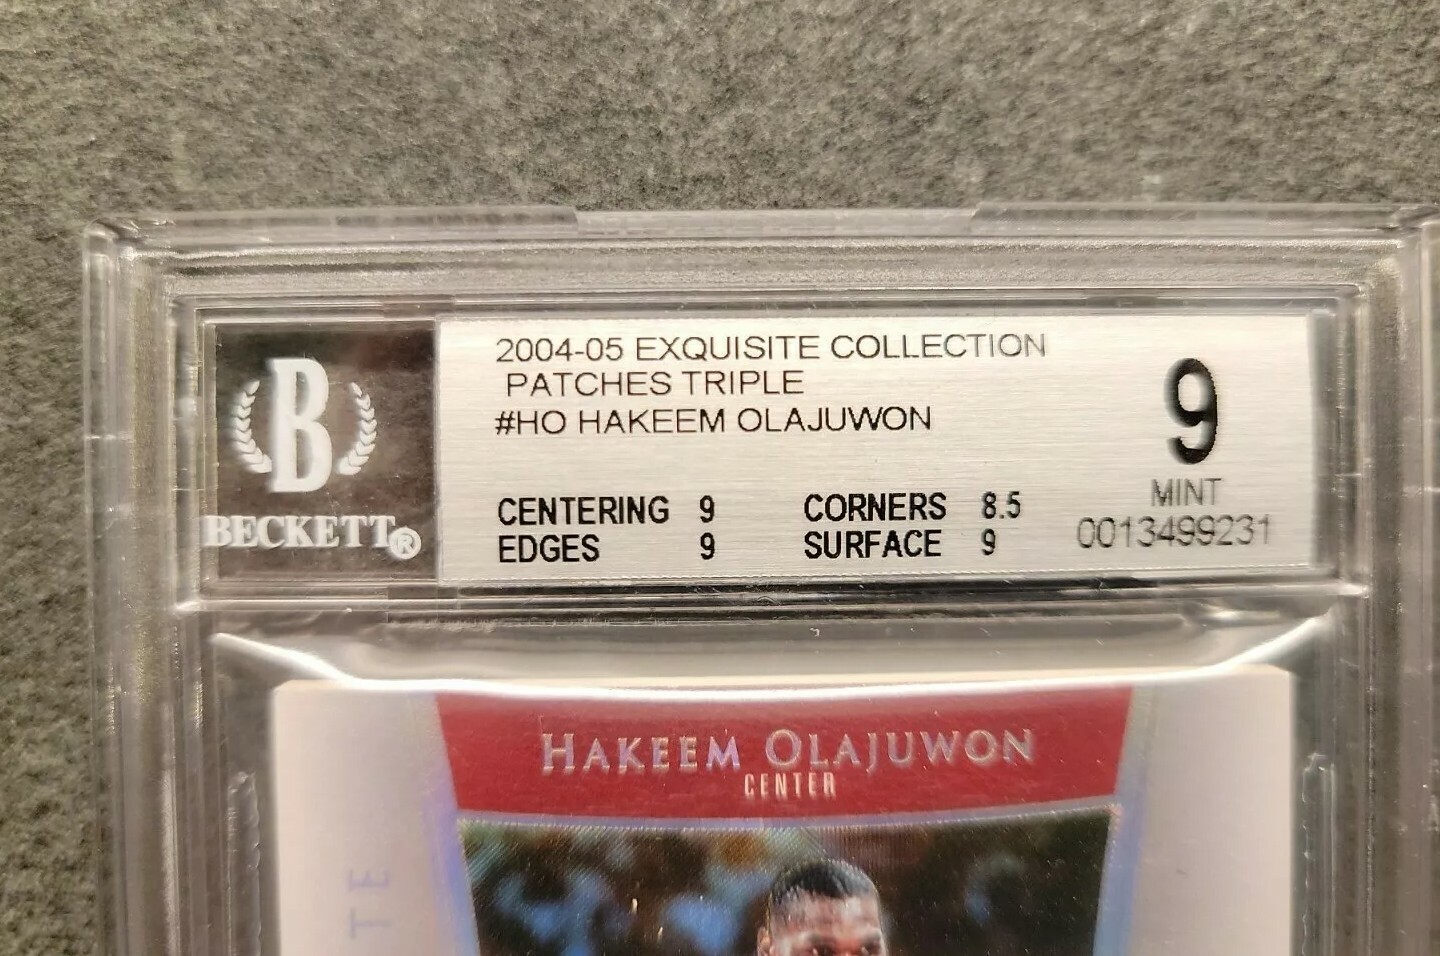 2004-05 EXQUISITE COLLECTION
PATCHES TRIPLE
#HO HAKEEM OLAJUWON
9
MINT
0013499231
CENTERING 9 CORNERS 8.5
EDGES 9 SURFACE 9
B
BECKETT®
HAKEEM OLAJUWON
CENTER
TE